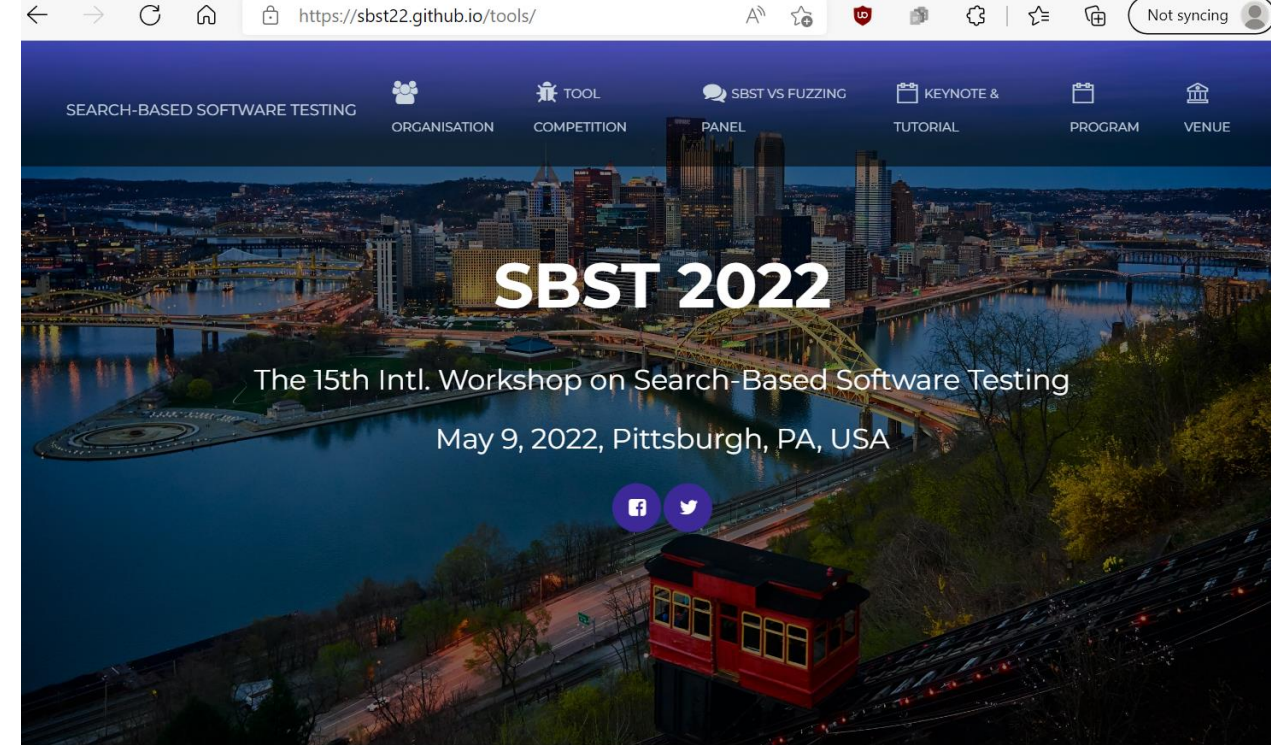 https://sbst22.github.io/tools/
Not syncing
SEARCH-BASED SOFTWARE TESTING
ORGANISATION
TOOL
COMPETITION
SBST VS FUZZING
PANEL
KEYNOTE &
TUTORIAL
PROGRAM
VENUE
SBST 2022
The 15th Intl. Workshop on Search-Based Software Testing
May 9, 2022, Pittsburgh, PA, USA